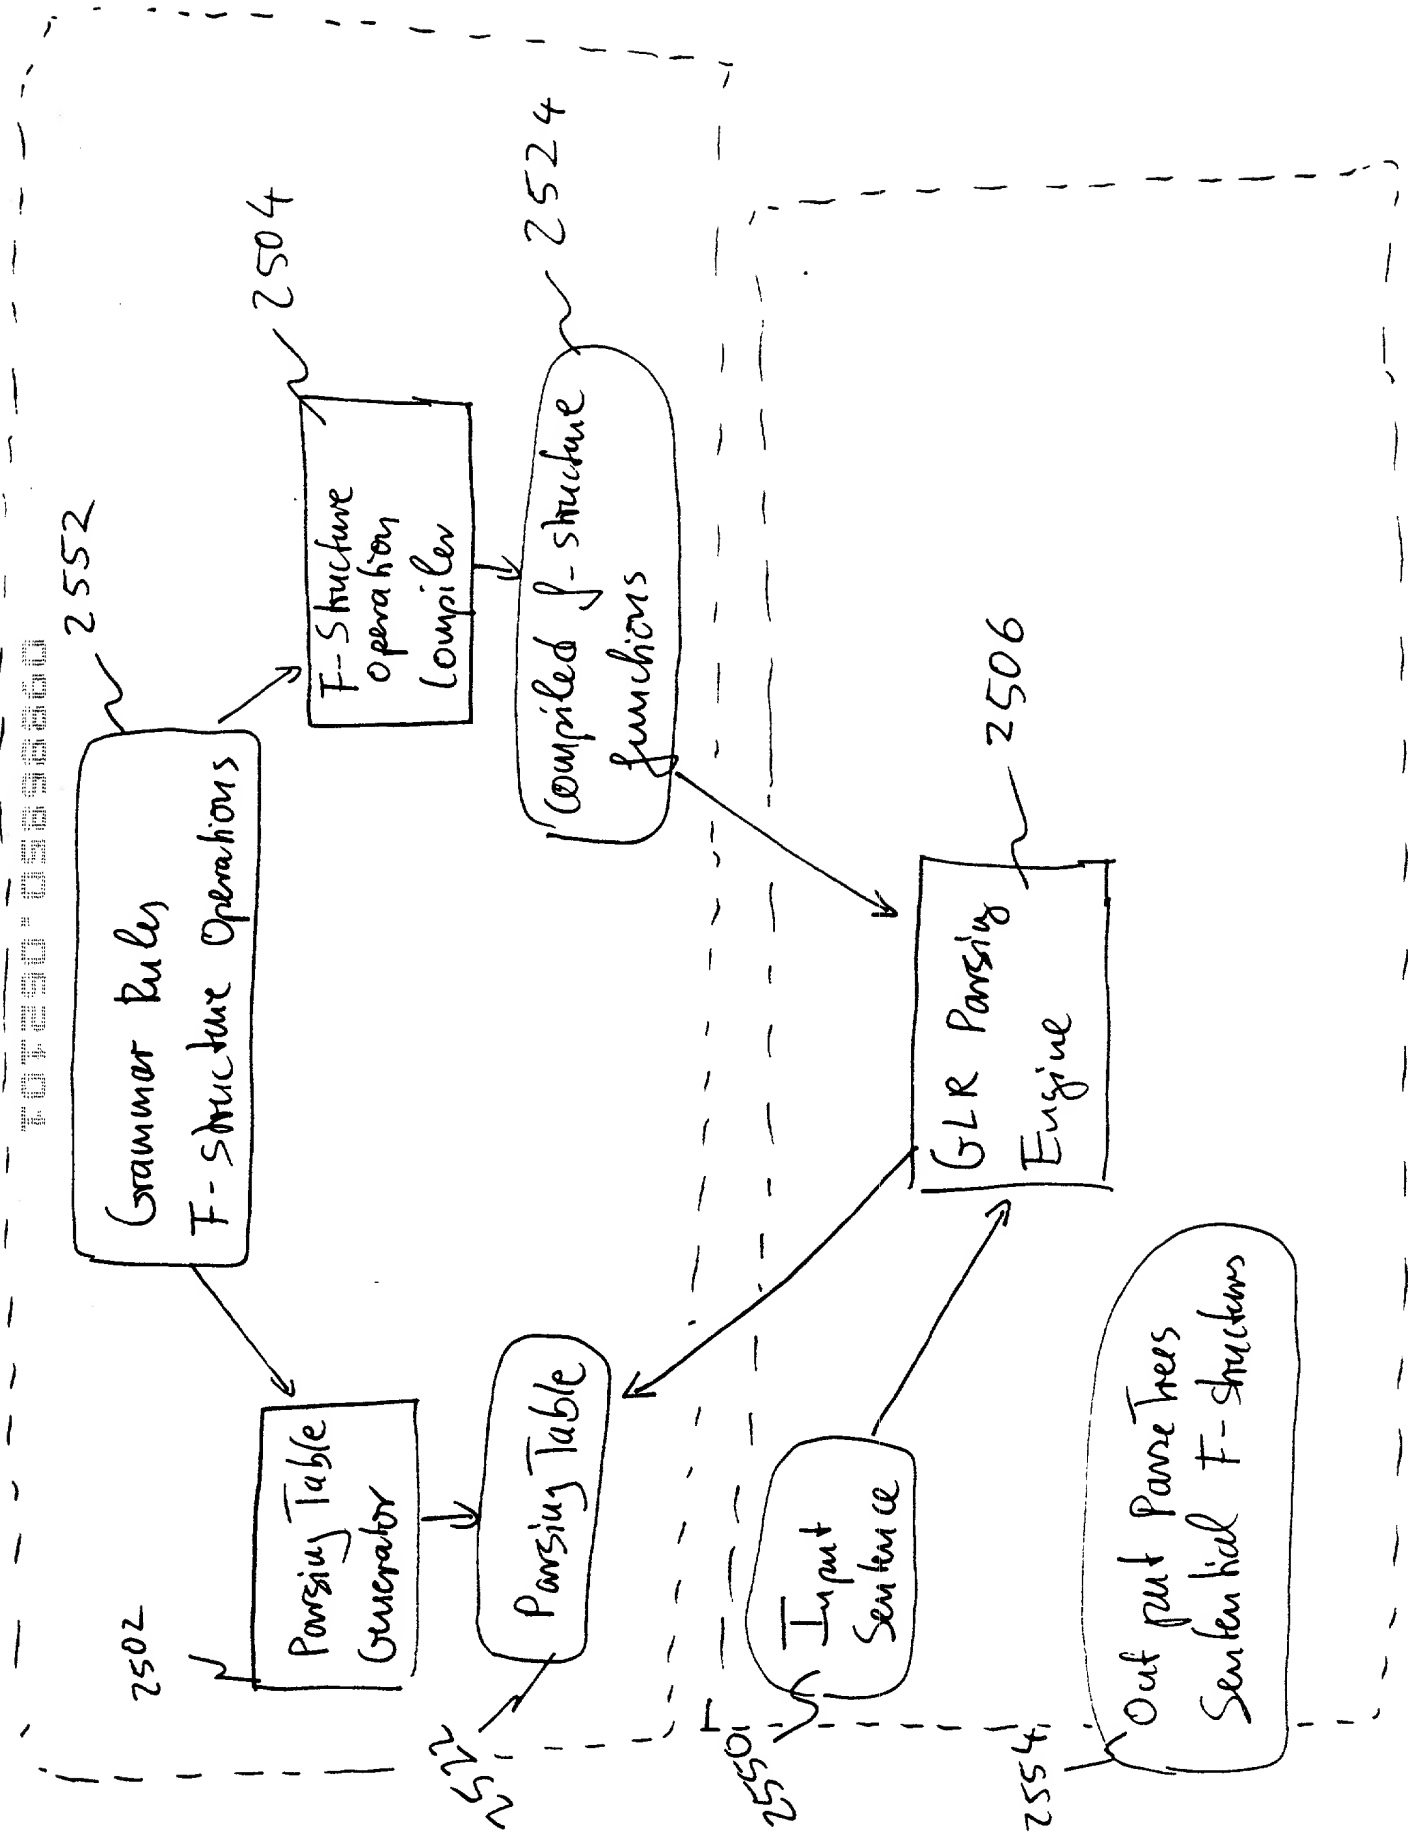 2552
Grammar Rules
F-Structure Operations
2502
Parsing Table
Generator
2504
F-Structure
Operation
Compiler
2522
Parsing Table
2524
Compiled f-structure
functions
2550
Input
Sentence
GLR Parsing
Engine
2506
2554
Out put Parse Trees
Sentential F-structures